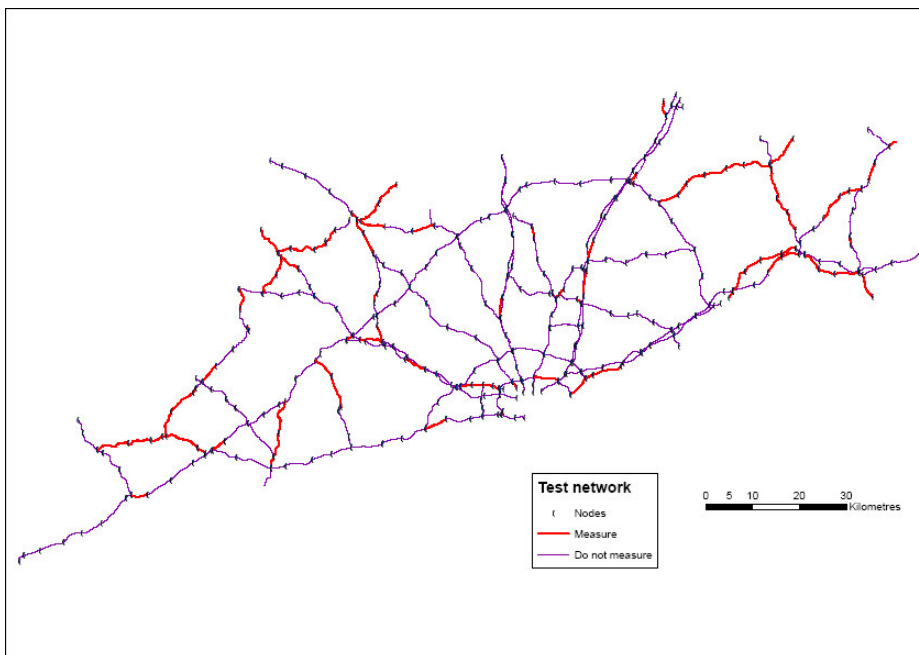 Test network
Nodes
Measure
Do not measure
0 5 10 20 30
Kilometres